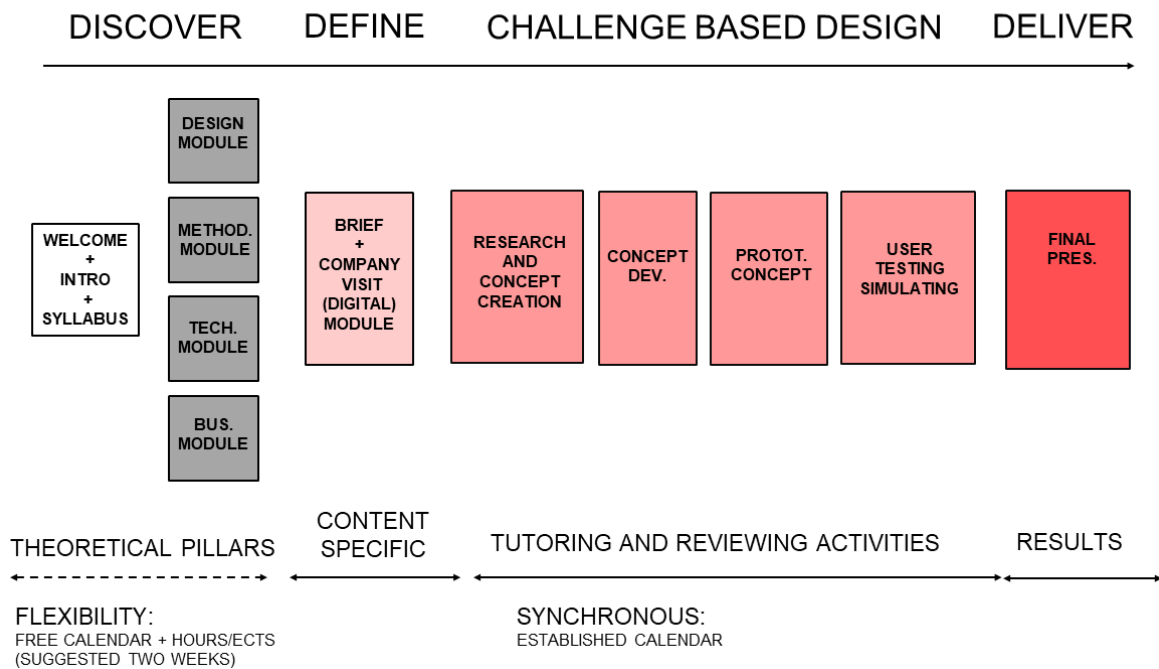 DISCOVER
DEFINE
CHALLENGE BASED DESIGN
DELIVER
WELCOME
+
INTRO
+
SYLLABUS
DESIGN
MODULE
METHOD.
MODULE
TECH.
MODULE
BUS.
MODULE
BRIEF
+
COMPANY
VISIT
(DIGITAL)
MODULE
RESEARCH
AND
CONCEPT
CREATION
CONCEPT
DEV.
PROTOT.
CONCEPT
USER
TESTING
SIMULATING
FINAL
PRES.
THEORETICAL PILLARS
CONTENT
SPECIFIC
TUTORING AND REVIEWING ACTIVITIES
RESULTS
FLEXIBILITY:
FREE CALENDAR + HOURS/ECTS
(SUGGESTED TWO WEEKS)
SYNCHRONOUS:
ESTABLISHED CALENDAR